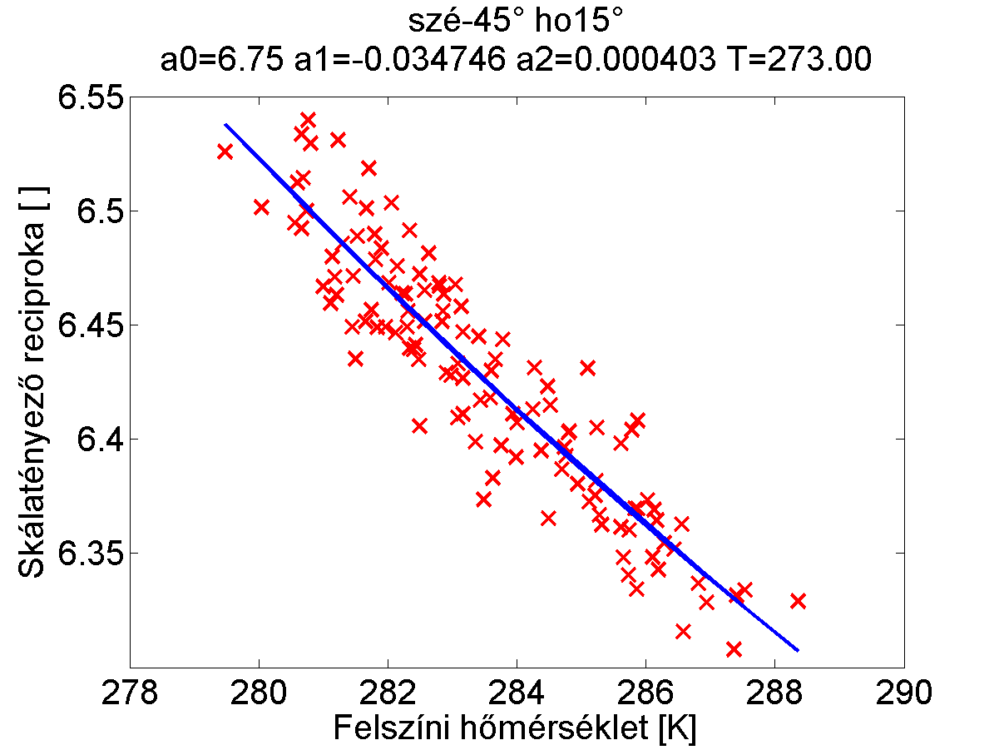 szé-45° ho15°
a0=6.75 a1=-0.034746 a2=0.000403 T=273.00
6.55
6.5
6.45
6.4
6.35
Skálatényező reciproka [ ]
278 280 282 284 286 288 290
Felszíni hőmérséklet [K]